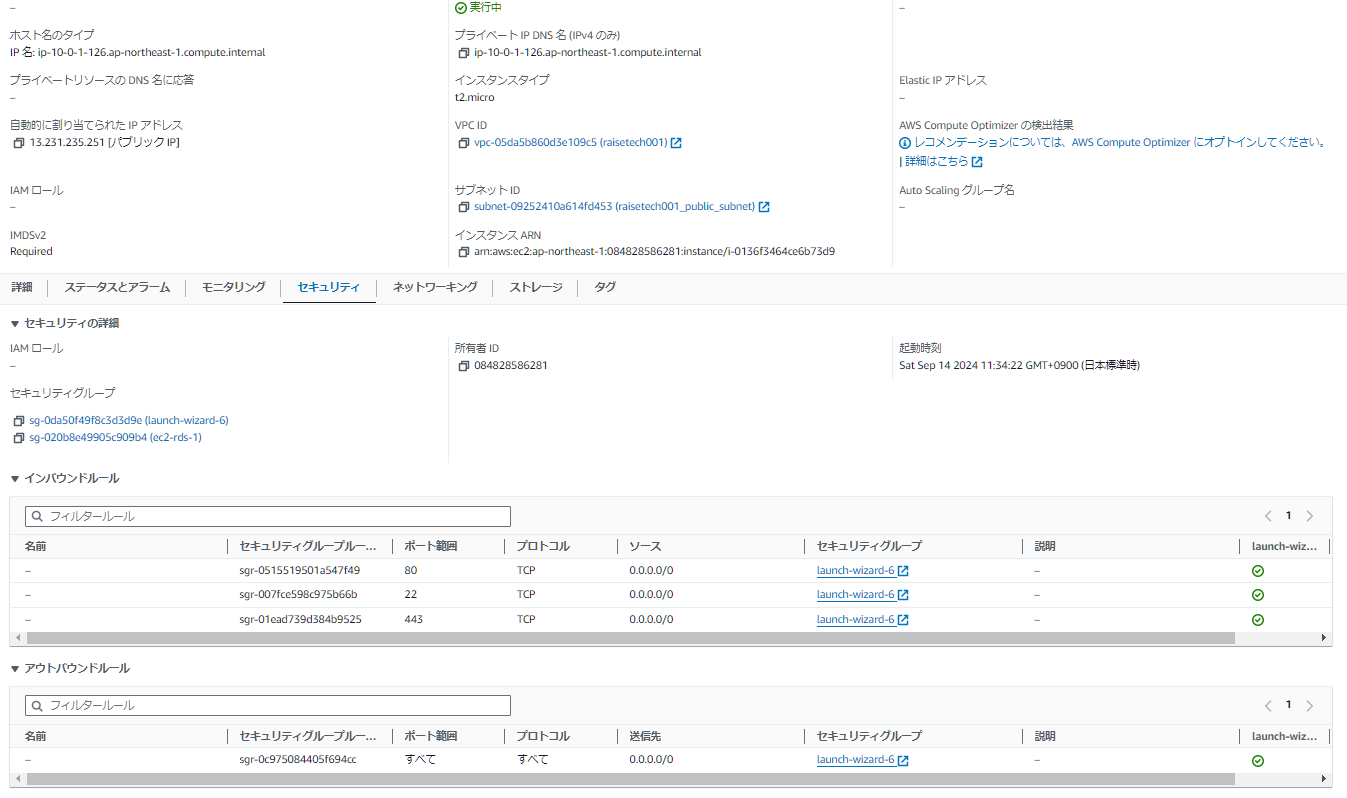 –
実行中
–
ホスト名のタイプ
IP 名: ip-10-0-1-126.ap-northeast-1.compute.internal
プライベート IP DNS 名 (IPv4 のみ)
ip-10-0-1-126.ap-northeast-1.compute.internal
プライベートリソースの DNS 名に応答
–
インスタンスタイプ
t2.micro
Elastic IP アドレス
–
自動的に割り当てられた IP アドレス
13.231.235.251 [パブリック IP]
VPC ID
vpc-05da5b860d3e109c5 (raisetech001)
AWS Compute Optimizer の検出結果
レコメンデーションについては、AWS Compute Optimizer にオプトインしてください。
| 詳細はこちら
IAM ロール
–
サブネット ID
subnet-09252410a614fd453 (raisetech001_public_subnet)
Auto Scaling グループ名
–
IMDSv2
Required
インスタンス ARN
arn:aws:ec2:ap-northeast-1:084828586281:instance/i-0136f3464ce6b73d9
詳細 ステータスとアラーム モニタリング セキュリティ ネットワーキング ストレージ タグ
セキュリティの詳細
IAM ロール
–
所有者 ID
084828586281
起動時刻
Sat Sep 14 2024 11:34:22 GMT+0900 (日本標準時)
セキュリティグループ
sg-0da50f49f8c3d3d9e (launch-wizard-6)
sg-020b8e49905c909b4 (ec2-rds-1)
インバウンドルール
フィルタールール
1
名前 セキュリティグループルー... ポート範囲 プロトコル ソース セキュリティグループ 説明 launch-wiz...
– sgr-0515519501a547f49 80 TCP 0.0.0.0/0 launch-wizard-6 –
– sgr-007fce598c975b66b 22 TCP 0.0.0.0/0 launch-wizard-6 –
– sgr-01ead739d384b9525 443 TCP 0.0.0.0/0 launch-wizard-6 –
アウトバウンドルール
フィルタールール
1
名前 セキュリティグループルー... ポート範囲 プロトコル 送信先 セキュリティグループ 説明 launch-wiz...
– sgr-0c975084405f694cc すべて すべて 0.0.0.0/0 launch-wizard-6 –